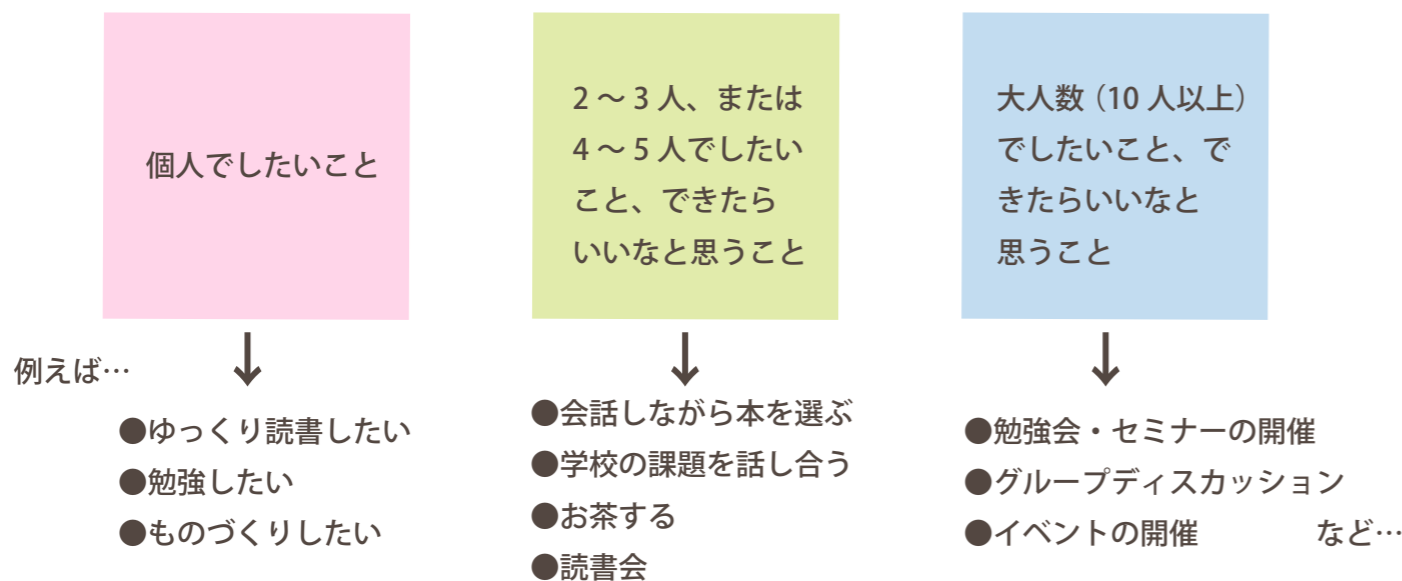 個人でしたいこと
2～3人、または
4～5人でしたい
こと、できたら
いいなと思うこと
大人数（10人以上）
でしたいこと、で
きたらいいなと
思うこと
例えば…
●ゆっくり読書したい
●勉強したい
●ものづくりしたい
●会話しながら本を選ぶ
●学校の課題を話し合う
●お茶する
●読書会
●勉強会・セミナーの開催
●グループディスカッション
●イベントの開催　　　　など…